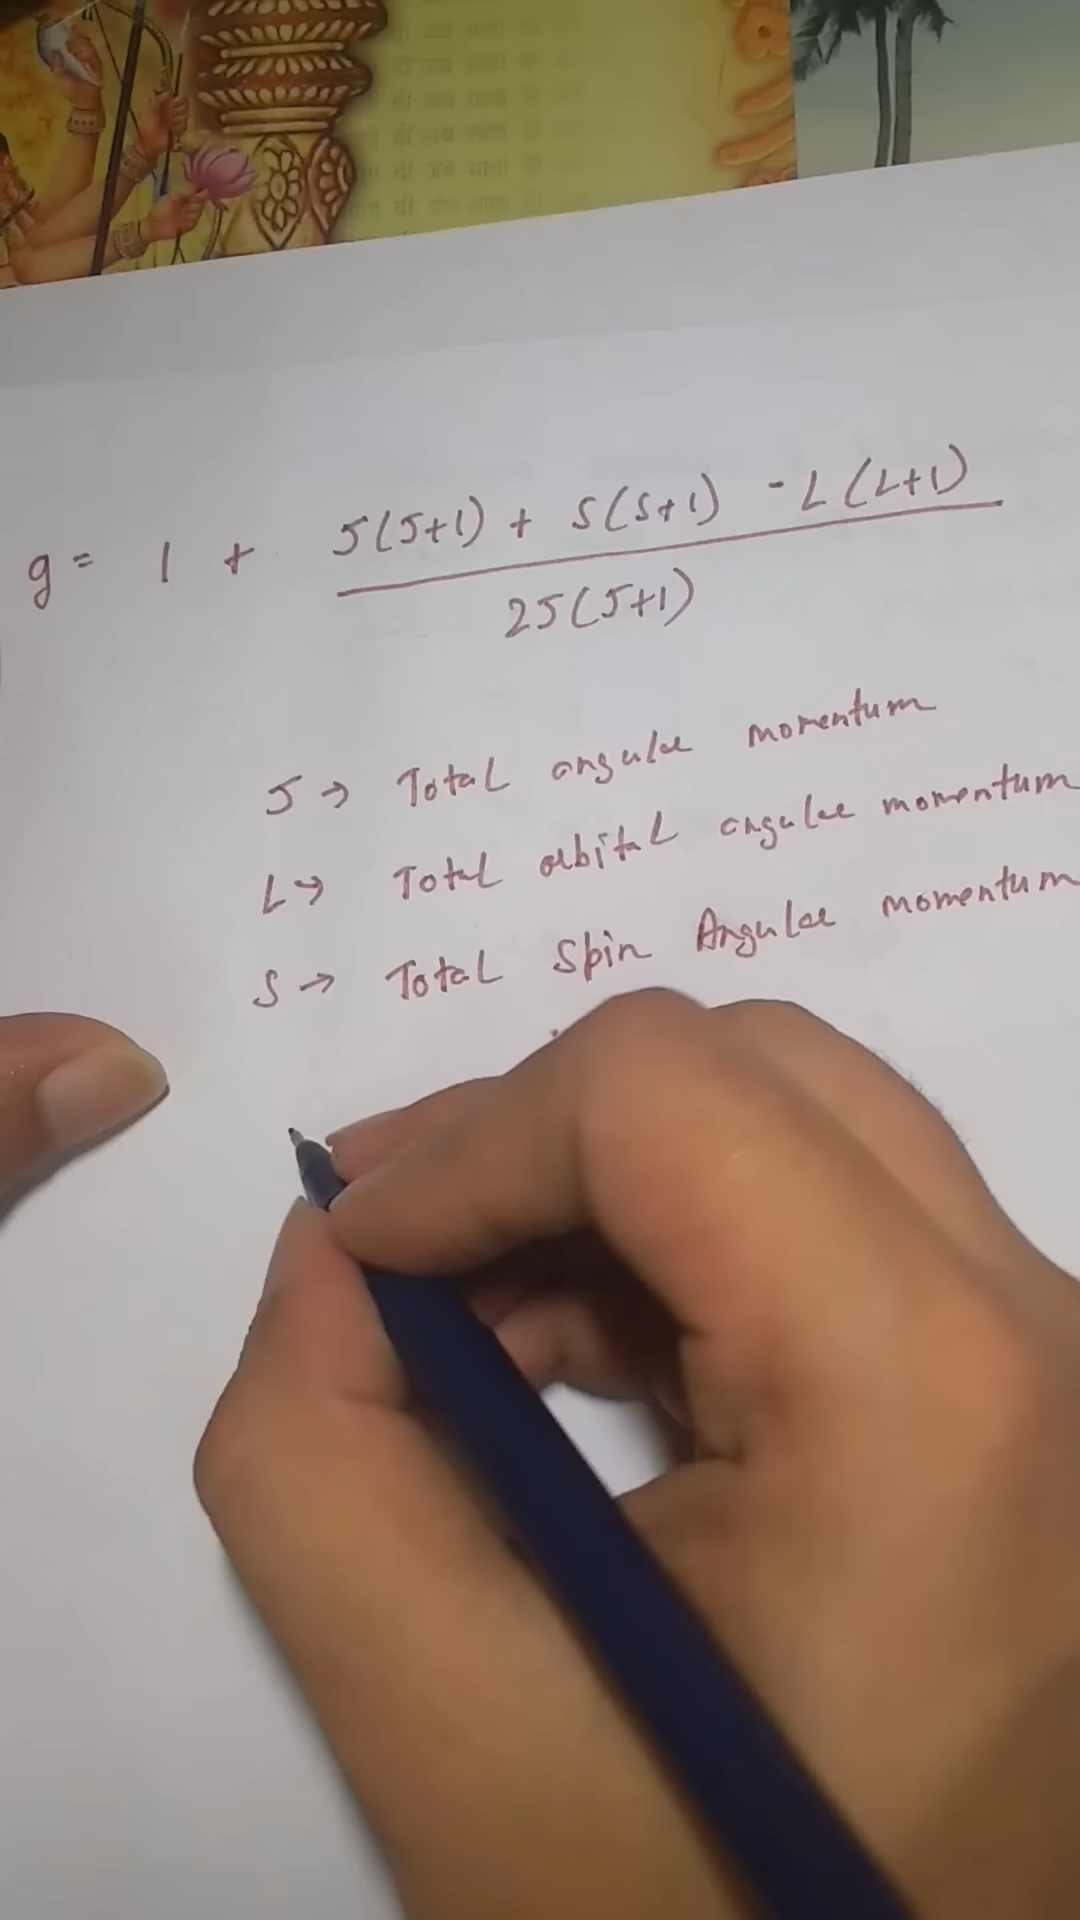 g = 1 + J(J+1) + S(S+1) - L(L+1)
2J(J+1)
J → Total angular momentum
L → Total orbital angular momentum
S → Total Spin Angular momentum